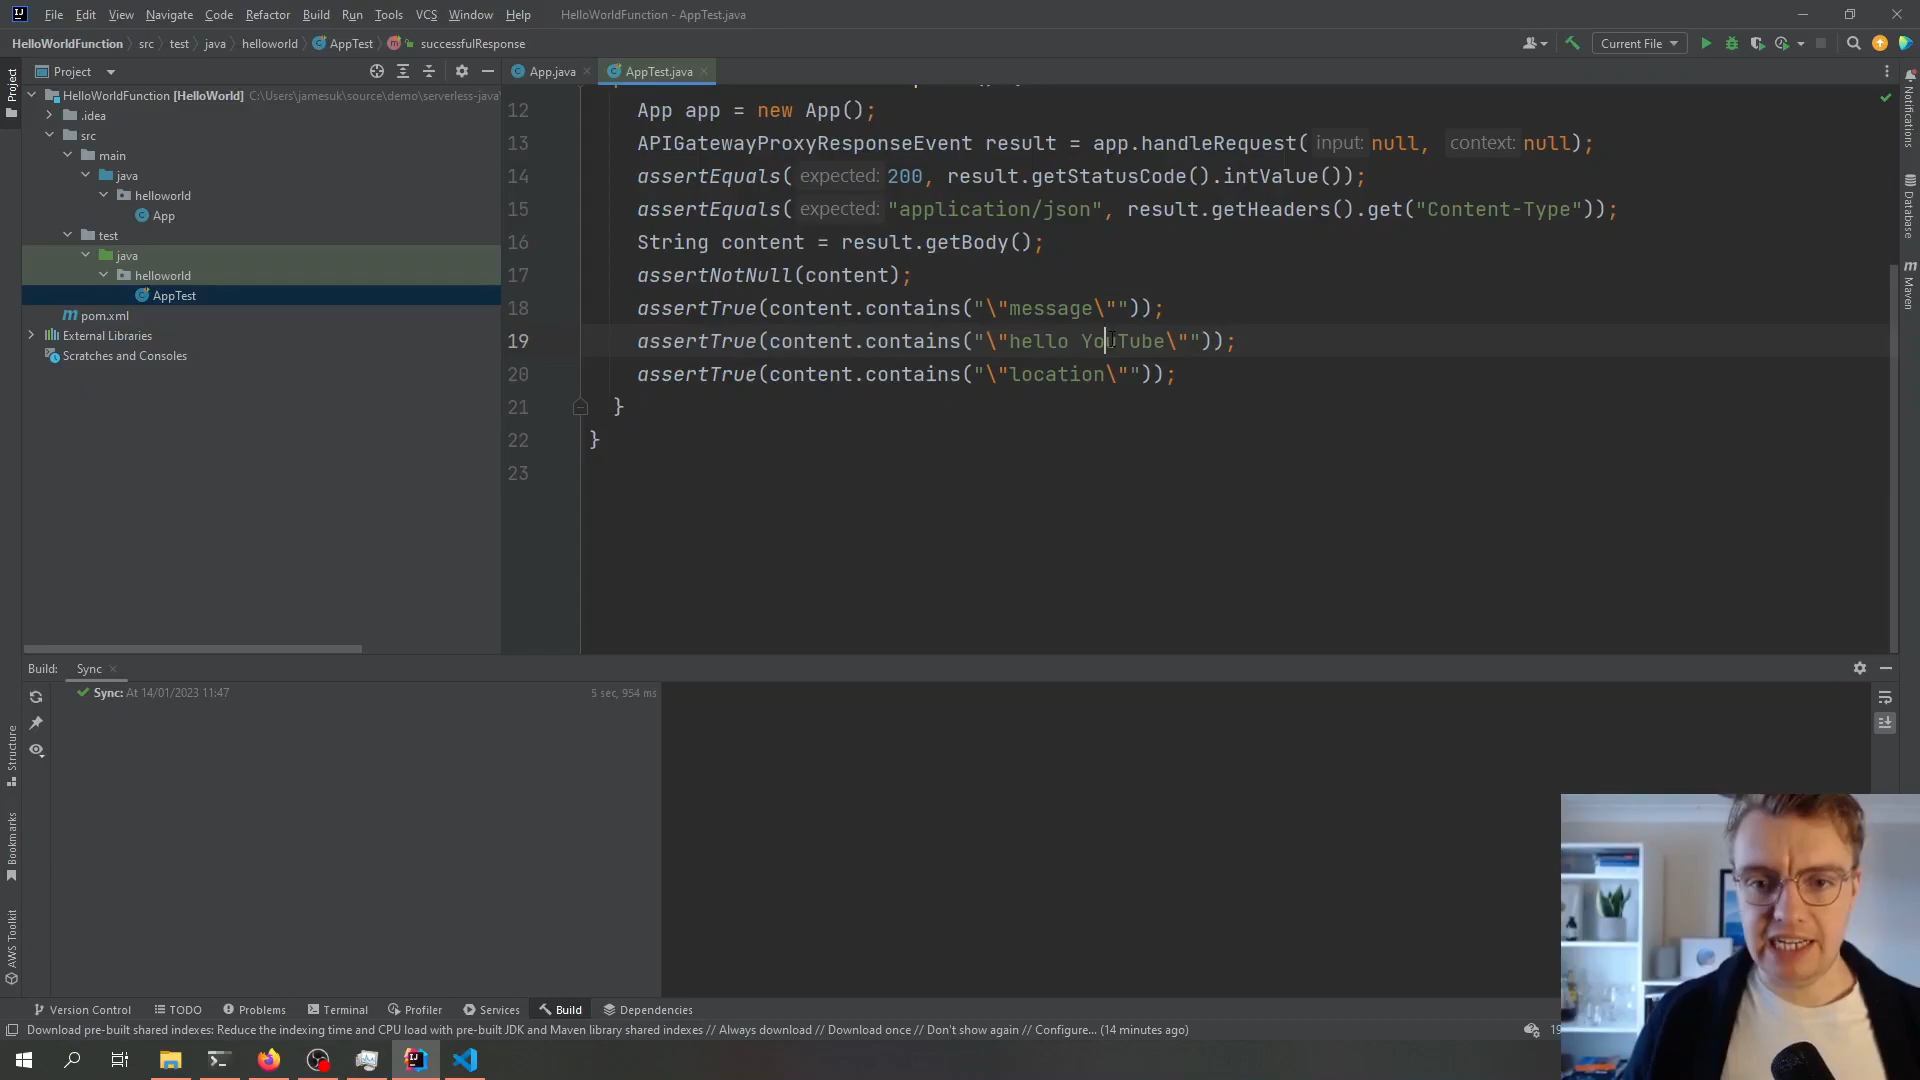 File Edit View Navigate Code Refactor Build Run Tools VCS Window Help HelloWorldFunction - AppTest.java
HelloWorldFunction src test java helloworld AppTest successfulResponse
Current File
Project
App.java
AppTest.java
HelloWorldFunction [HelloWorld] C:\Users\jamesuk\source\demo\serverless-java
.idea
src
main
java
helloworld
App
test
java
helloworld
AppTest
pom.xml
External Libraries
Scratches and Consoles
12 App app = new App();
13 APIGatewayProxyResponseEvent result = app.handleRequest( input: null, context: null);
14 assertEquals( expected: 200, result.getStatusCode().intValue());
15 assertEquals( expected: "application/json", result.getHeaders().get("Content-Type"));
16 String content = result.getBody();
17 assertNotNull(content);
18 assertTrue(content.contains("\"message\""));
19 assertTrue(content.contains("\"hello YouTube\""));
20 assertTrue(content.contains("\"location\""));
21 }
22 }
23
Project
Structure
Bookmarks
AWS Toolkit
Notifications
Database
Maven
Build: Sync
Sync: At 14/01/2023 11:47 5 sec, 954 ms
Version Control TODO Problems Terminal Profiler Services Build Dependencies
Download pre-built shared indexes: Reduce the indexing time and CPU load with pre-built JDK and Maven library shared indexes // Always download // Download once // Don't show again // Configure... (14 minutes ago)